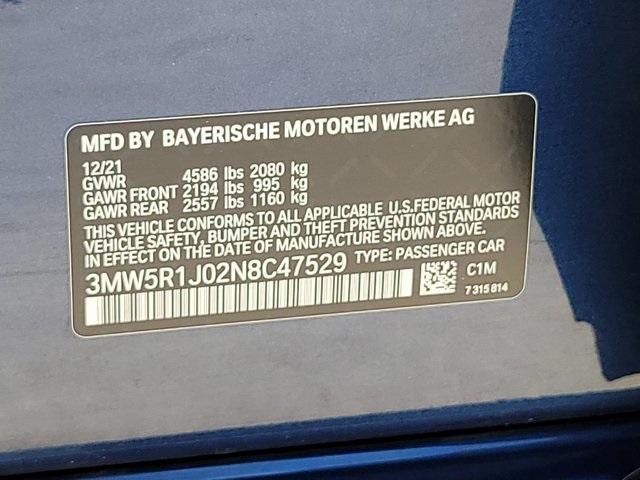 MFD BY BAYERISCHE MOTOREN WERKE AG
12/21
GVWR 4586 lbs 2080 kg
GAWR FRONT 2194 lbs 995 kg
GAWR REAR 2557 lbs 1160 kg
THIS VEHICLE CONFORMS TO ALL APPLICABLE U.S.FEDERAL MOTOR
VEHICLE SAFETY, BUMPER AND THEFT PREVENTION STANDARDS
IN EFFECT ON THE DATE OF MANUFACTURE SHOWN ABOVE.
3MW5R1J02N8C47529 TYPE: PASSENGER CAR
C1M
7 315 814